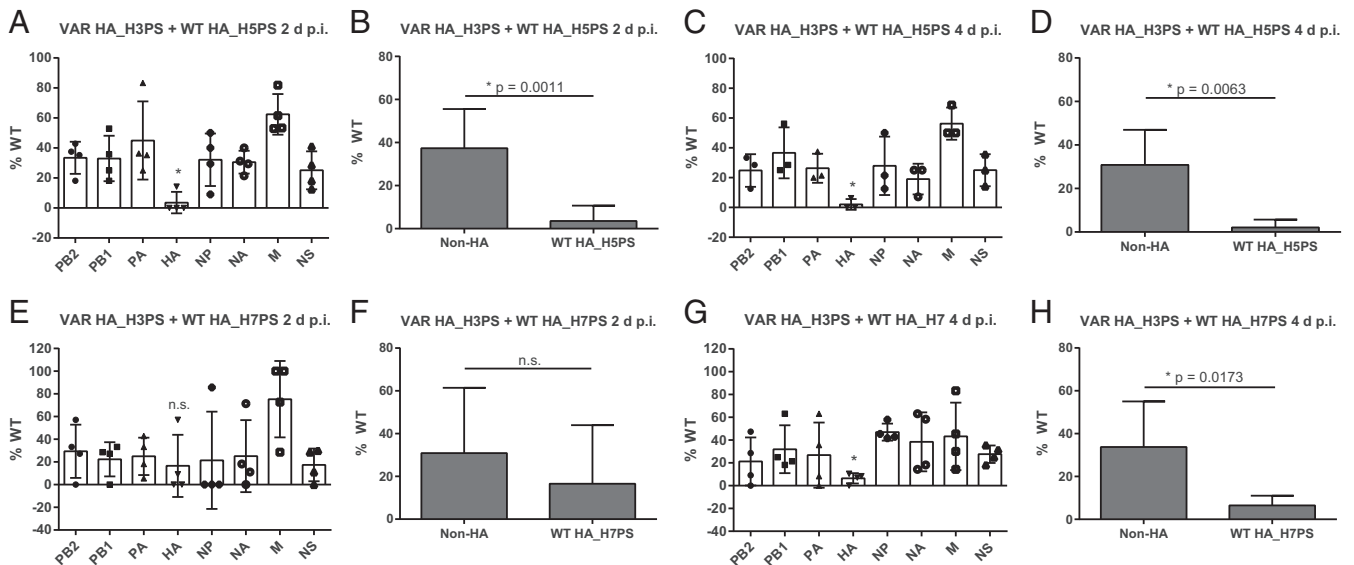 A
VAR HA_H3PS + WT HA_H5PS 2 d p.i.
% WT
100
80
60
40
20
0
-20
*
PB2 PB1 PA HA NP NA M NS
B
VAR HA_H3PS + WT HA_H5PS 2 d p.i.
% WT
80
60
40
20
0
* p = 0.0011
Non-HA WT HA_H5PS
C
VAR HA_H3PS + WT HA_H5PS 4 d p.i.
% WT
100
80
60
40
20
0
-20
*
PB2 PB1 PA HA NP NA M NS
D
VAR HA_H3PS + WT HA_H5PS 4 d p.i.
% WT
80
60
40
20
0
* p = 0.0063
Non-HA WT HA_H5PS
E
VAR HA_H3PS + WT HA_H7PS 2 d p.i.
% WT
120
100
80
60
40
20
0
-20
-40
n.s.
PB2 PB1 PA HA NP NA M NS
F
VAR HA_H3PS + WT HA_H7PS 2 d p.i.
% WT
80
60
40
20
0
n.s.
Non-HA WT HA_H7PS
G
VAR HA_H3PS + WT HA_H7 4 d p.i.
% WT
120
100
80
60
40
20
0
-20
-40
*
PB2 PB1 PA HA NP NA M NS
H
VAR HA_H3PS + WT HA_H7PS 4 d p.i.
% WT
80
60
40
20
0
* p = 0.0173
Non-HA WT HA_H7PS